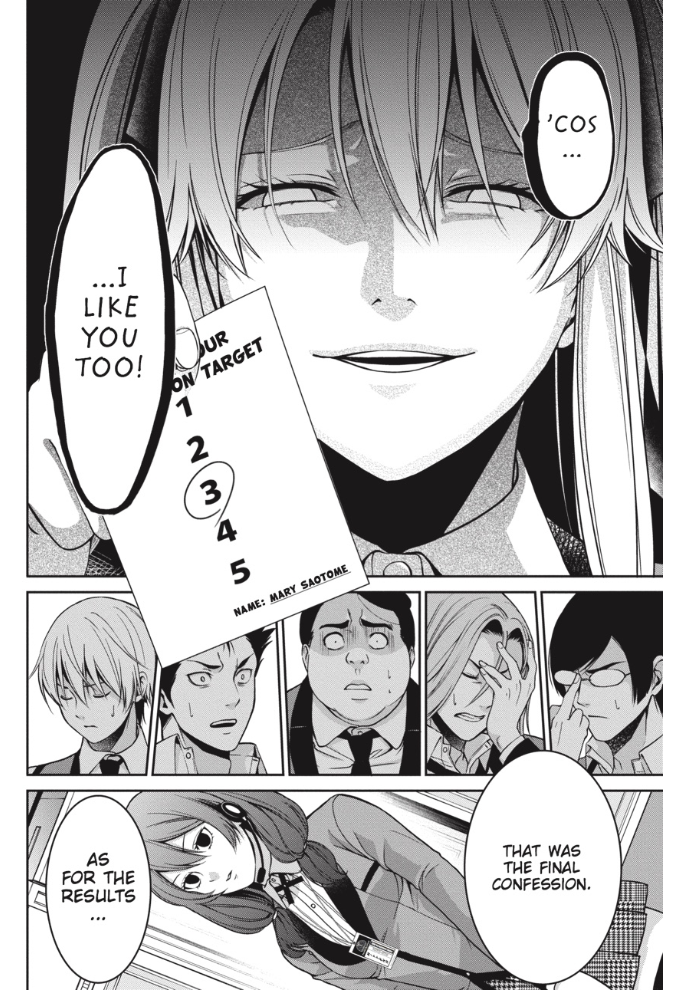 'COS
...
...I
LIKE
YOU
TOO!
OUR
ON TARGET
1
2
3
4
5
NAME: MARY SAOTOME
THAT WAS
THE FINAL
CONFESSION.
AS
FOR THE
RESULTS
...